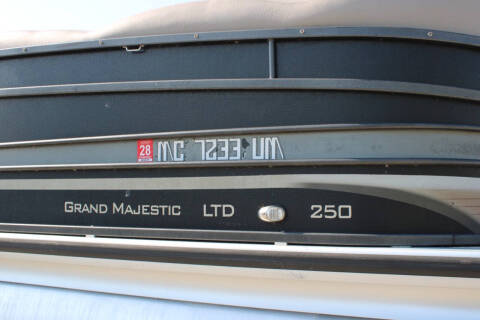 28 MC 7233 UM
GRAND MAJESTIC LTD 250